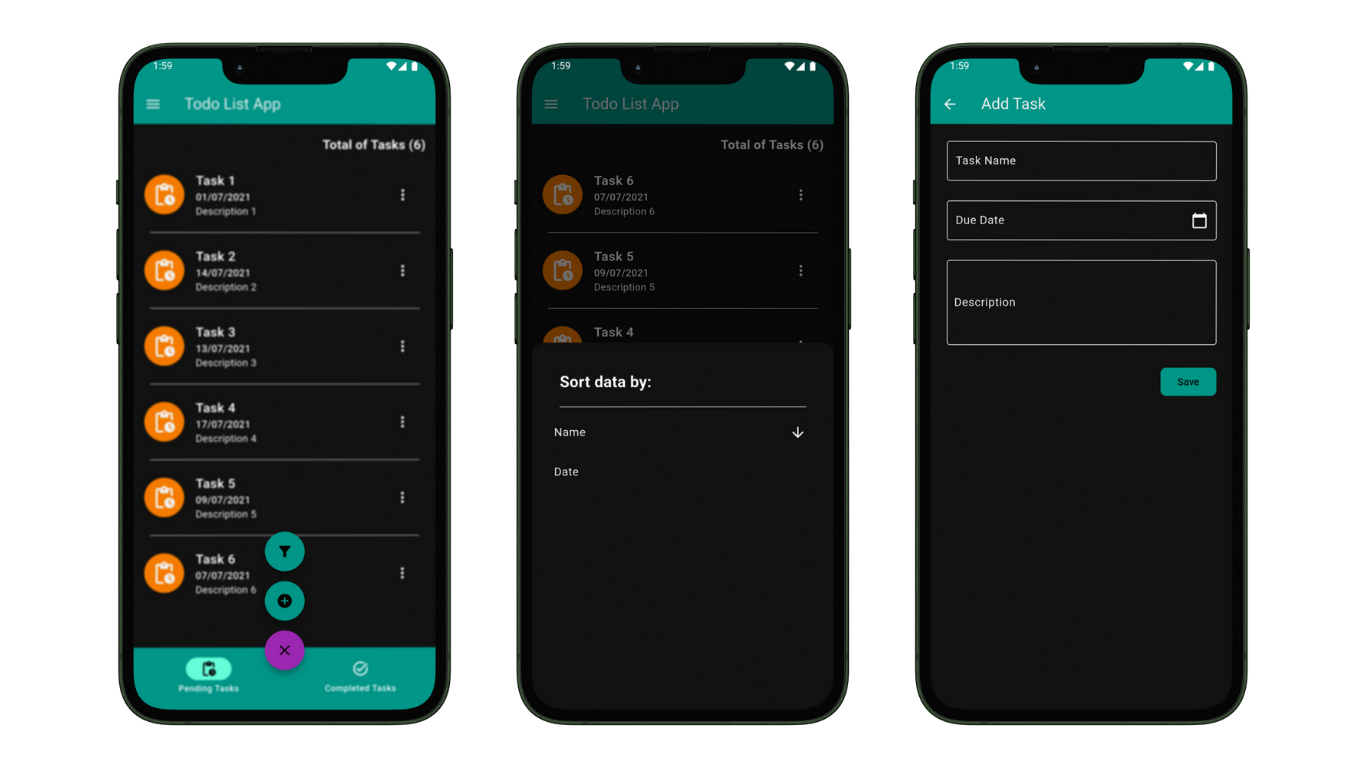 1:59
Todo List App
Total of Tasks (6)
Task 1
01/07/2021
Description 1
Task 2
14/07/2021
Description 2
Task 3
13/07/2021
Description 3
Task 4
17/07/2021
Description 4
Task 5
09/07/2021
Description 5
Task 6
07/07/2021
Description 6
Pending Tasks
Completed Tasks
1:59
Todo List App
Total of Tasks (6)
Task 6
07/07/2021
Description 6
Task 5
09/07/2021
Description 5
Task 4
Sort data by:
Name
Date
1:59
Add Task
Task Name
Due Date
Description
Save